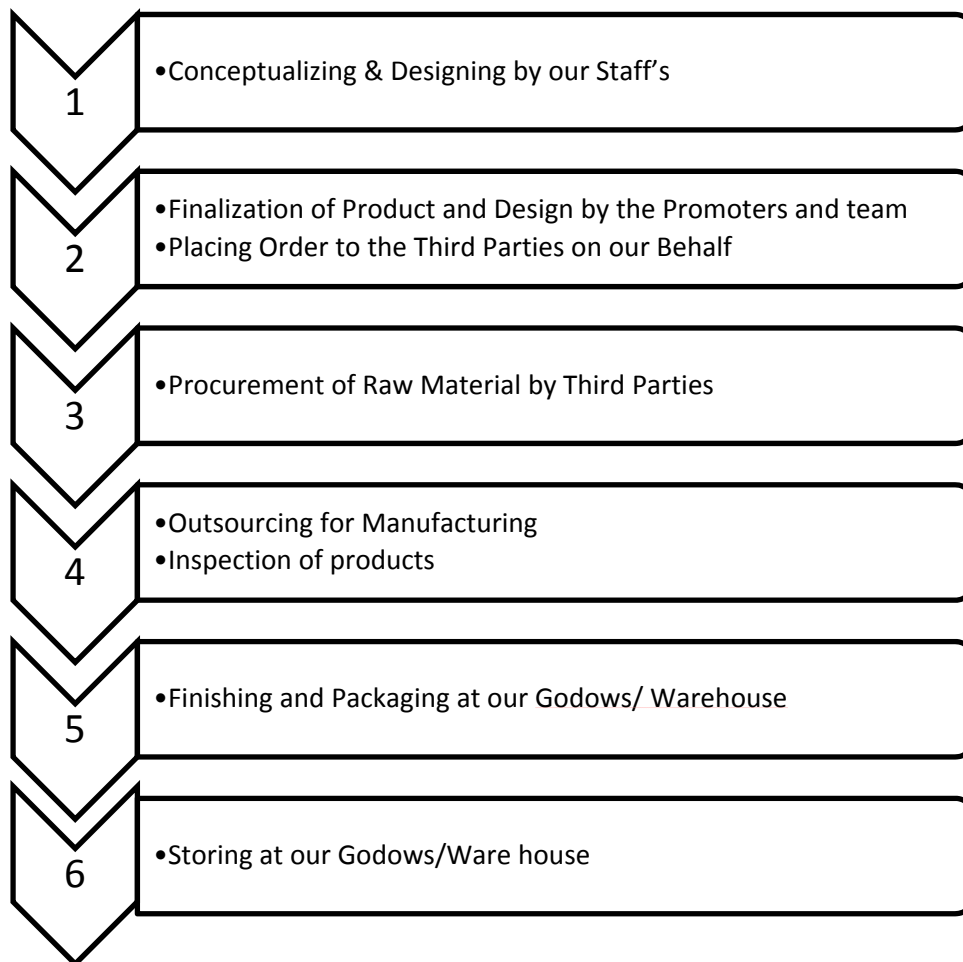 1
•Conceptualizing & Designing by our Staff’s
2
•Finalization of Product and Design by the Promoters and team
•Placing Order to the Third Parties on our Behalf
3
•Procurement of Raw Material by Third Parties
4
•Outsourcing for Manufacturing
•Inspection of products
5
•Finishing and Packaging at our Godows/ Warehouse
6
•Storing at our Godows/Ware house